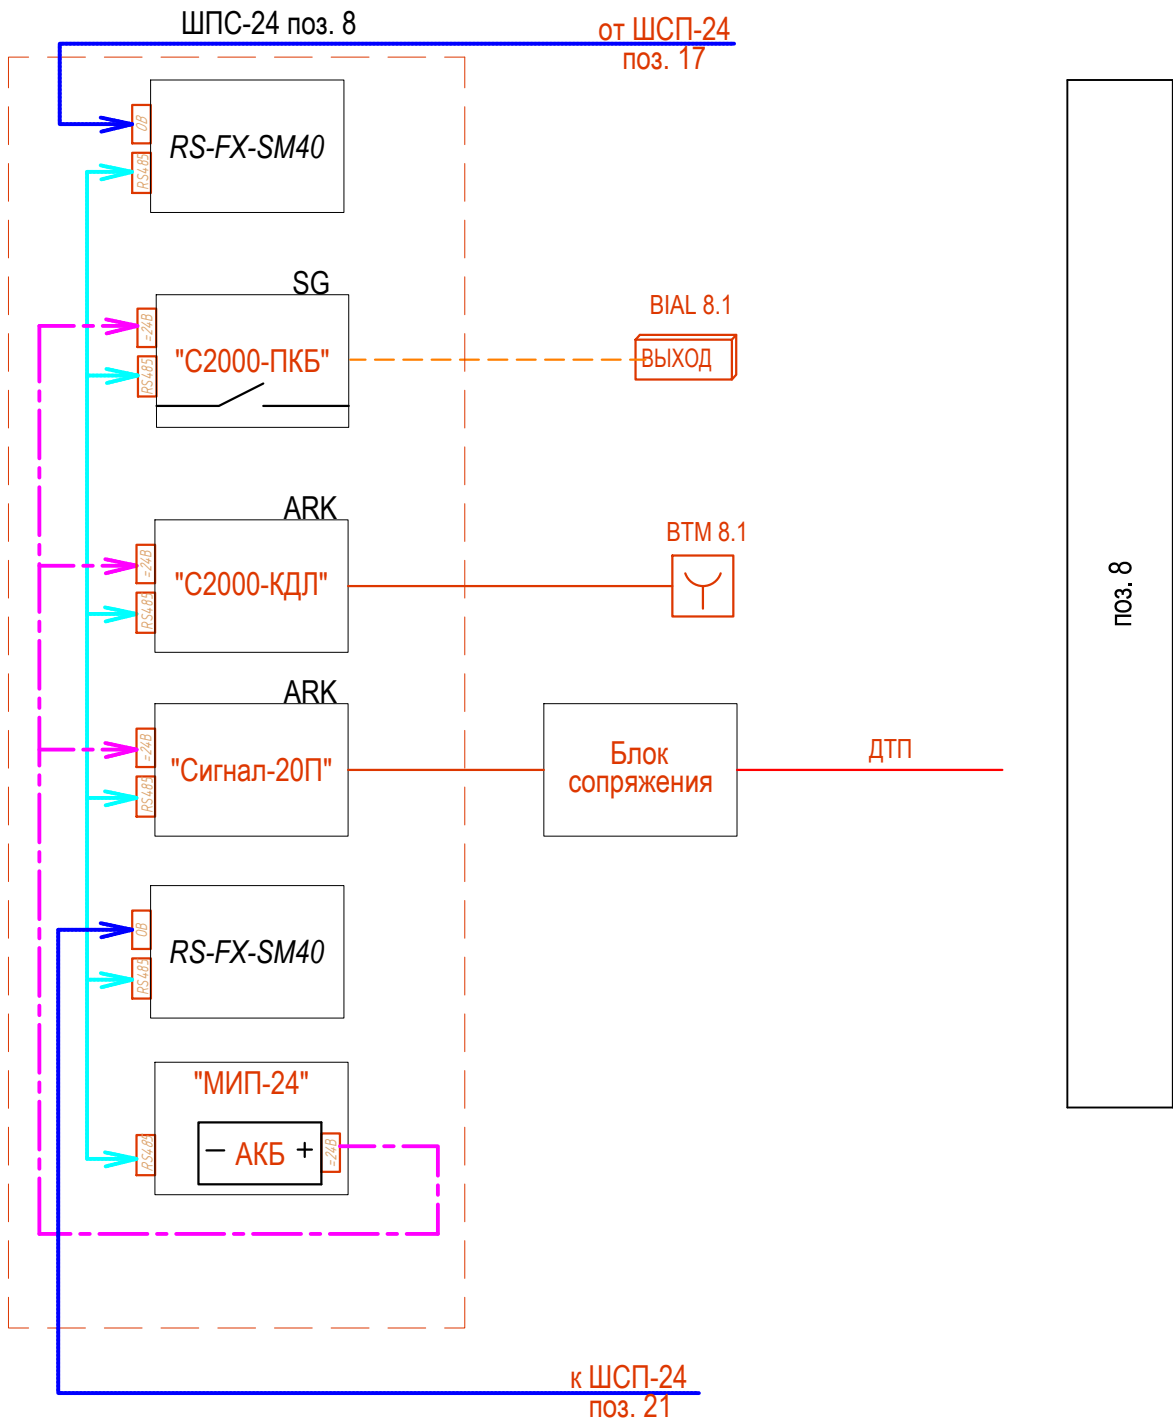 ШПС-24 поз. 8
от ШСП-24
поз. 17
ОВ
RS485
RS-FX-SM40
SG
=24В
RS485
"С2000-ПКБ"
BIAL 8.1
ВЫХОД
ARK
=24В
RS485
"С2000-КДЛ"
BTM 8.1
поз. 8
ARK
=24В
RS485
"Сигнал-20П"
Блок
сопряжения
ДТП
ОВ
RS485
RS-FX-SM40
"МИП-24"
RS485
− АКБ +
=24В
к ШСП-24
поз. 21